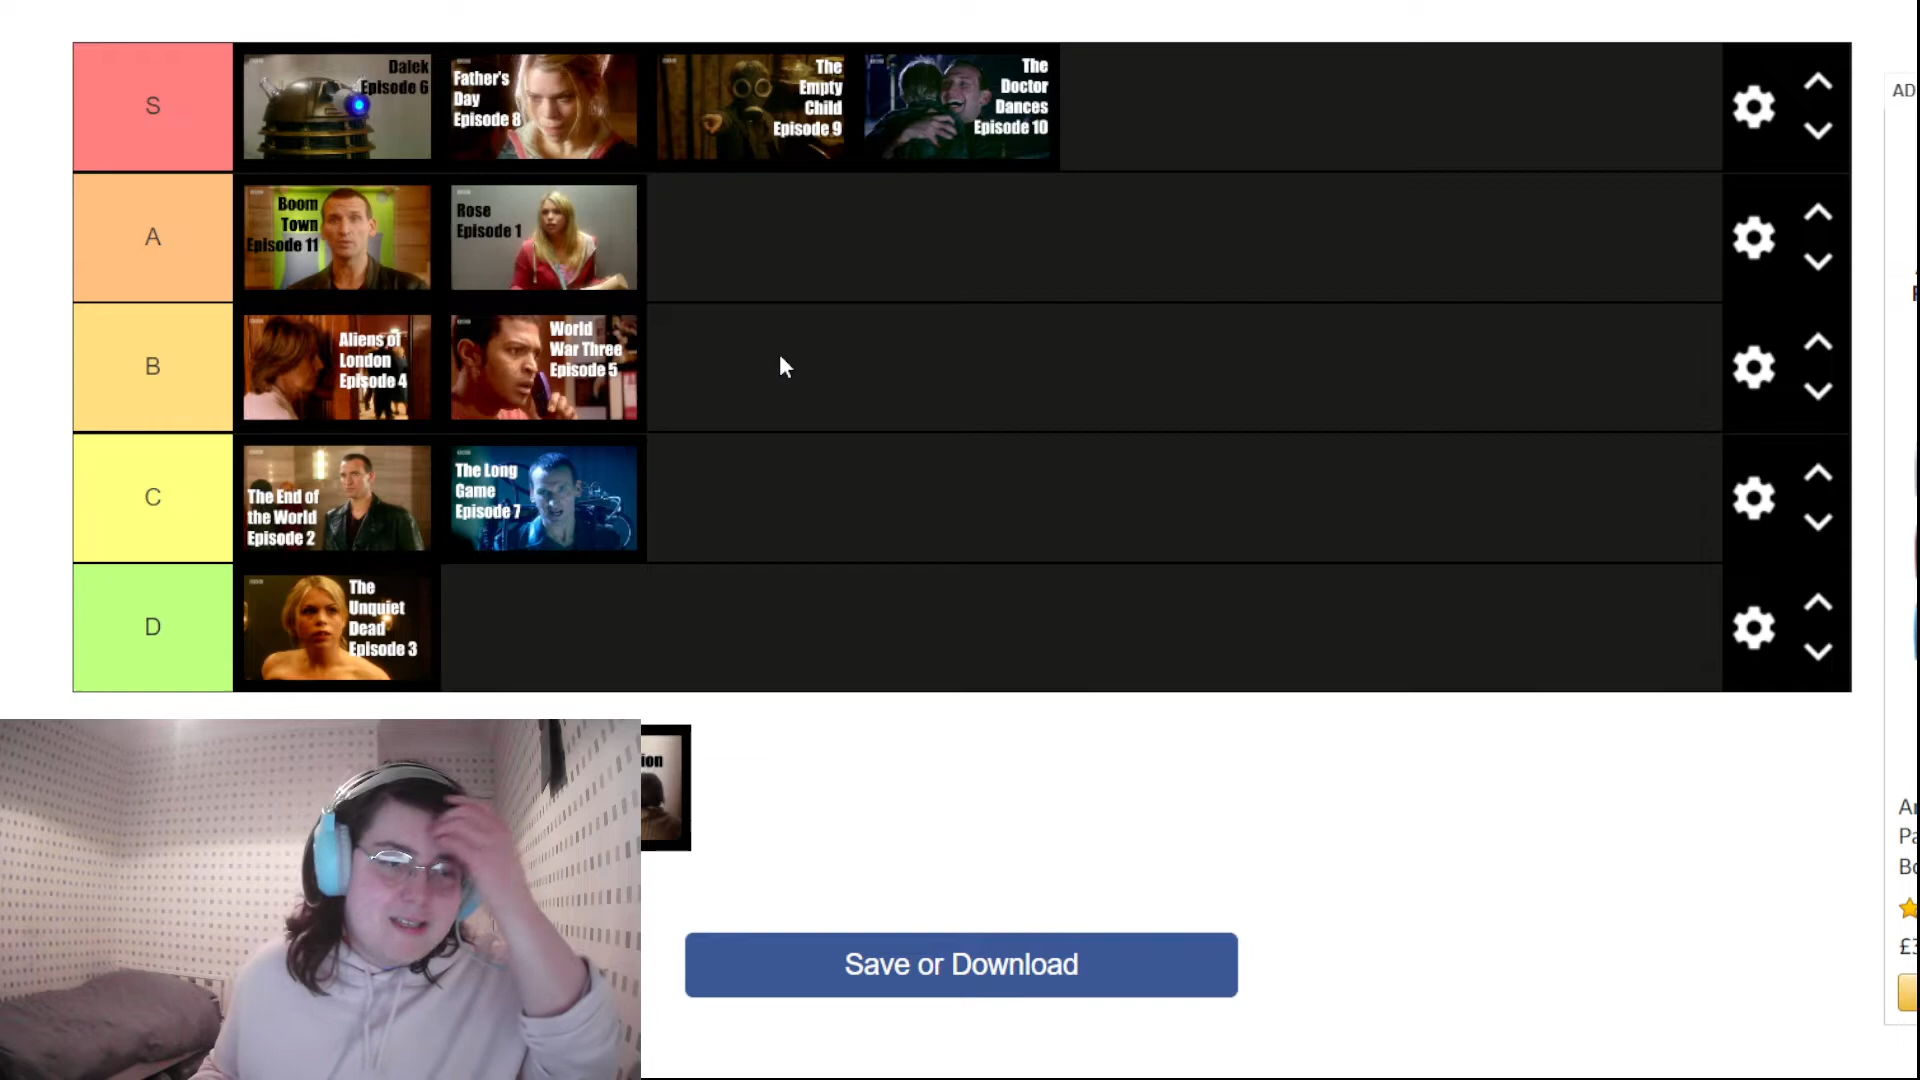 S
Dalek
Episode 6
Father's
Day
Episode 8
The
Empty
Child
Episode 9
The
Doctor
Dances
Episode 10
A
Boom
Town
Episode 11
Rose
Episode 1
B
Aliens of
London
Episode 4
World
War Three
Episode 5
C
The End of
the World
Episode 2
The Long
Game
Episode 7
D
The
Unquiet
Dead
Episode 3
ion
Save or Download
AD